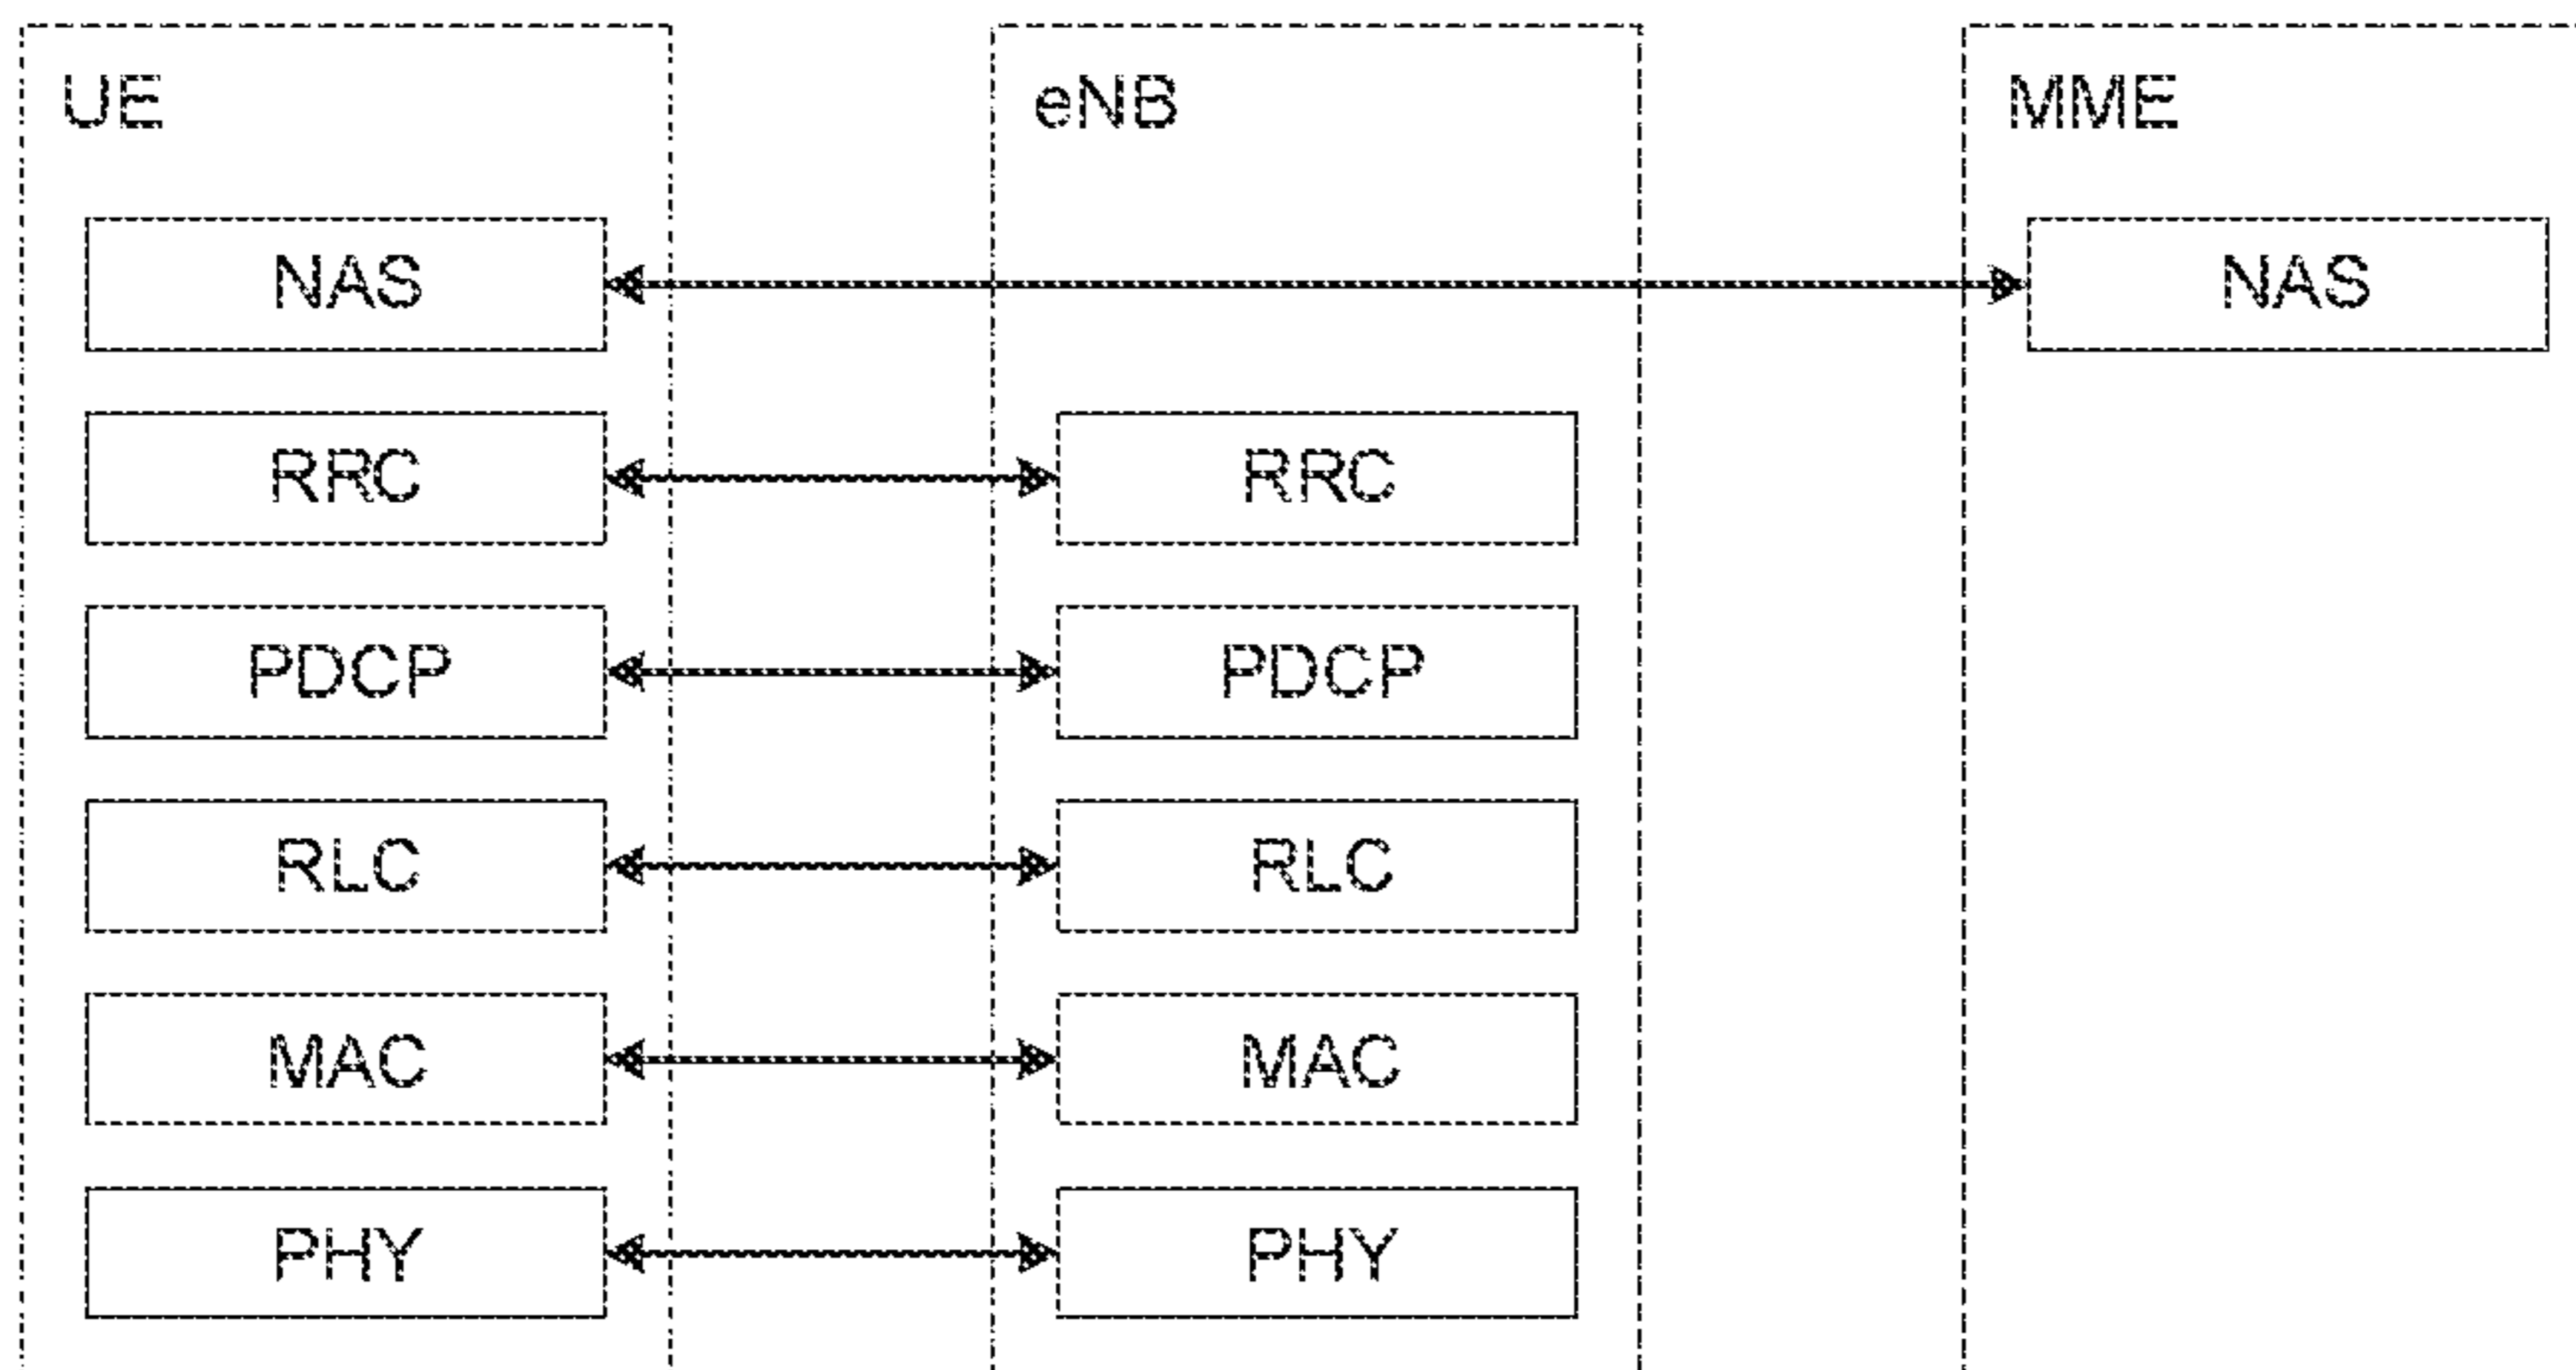 UE eNB MME
NAS NAS
RRC RRC
PDCP PDCP
RLC RLC
MAC MAC
PHY PHY